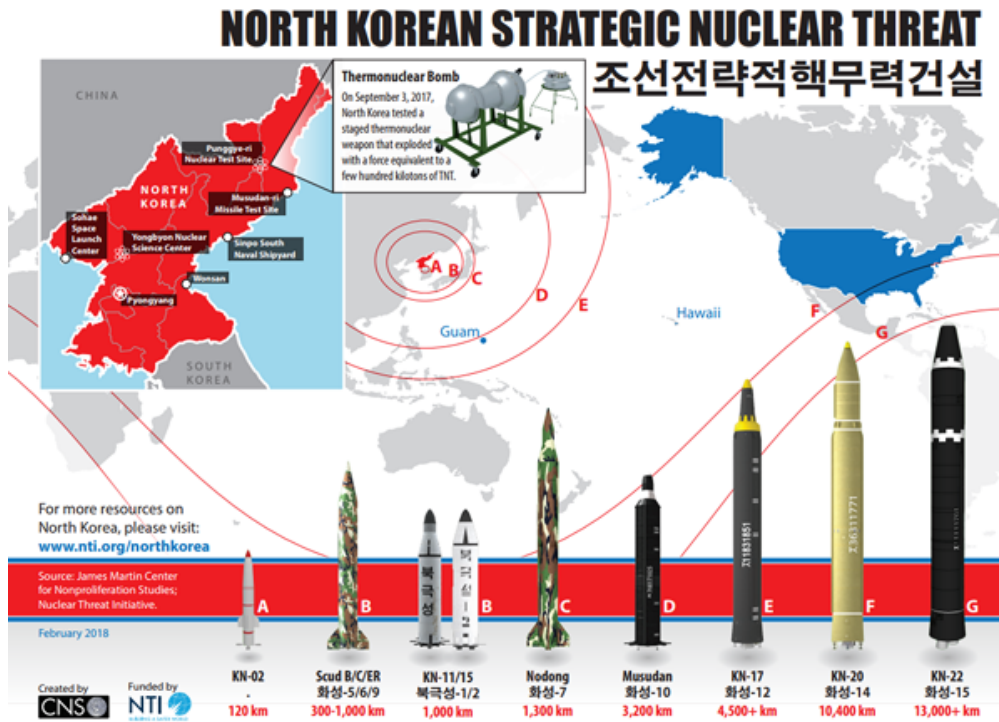 NORTH KOREAN STRATEGIC NUCLEAR THREAT
조선전략적핵무력건설
Thermonuclear Bomb
On September 3, 2017,
North Korea tested a
staged thermonuclear
weapon that exploded
with a force equivalent to a
few hundred kilotons of TNT.
CHINA
Punggye-ri
Nuclear Test Site
NORTH
KOREA
Musudan-ri
Missile Test Site
Sohae
Space
Launch
Center
Yongbyon Nuclear
Science Center
Sinpo South
Naval Shipyard
Wonsan
Pyongyang
SOUTH
KOREA
A B C
D
E
F
G
Guam
Hawaii
For more resources on
North Korea, please visit:
www.nti.org/northkorea
Source: James Martin Center
for Nonproliferation Studies;
Nuclear Threat Initiative.
February 2018
북극성
X11831851
X36311771
A B B C D E F G
KN-02
-
120 km
Scud B/C/ER
화성-5/6/9
300-1,000 km
KN-11/15
북극성-1/2
1,000 km
Nodong
화성-7
1,300 km
Musudan
화성-10
3,200 km
KN-17
화성-12
4,500+ km
KN-20
화성-14
10,400 km
KN-22
화성-15
13,000+ km
Created by
CNS
Funded by
NTI